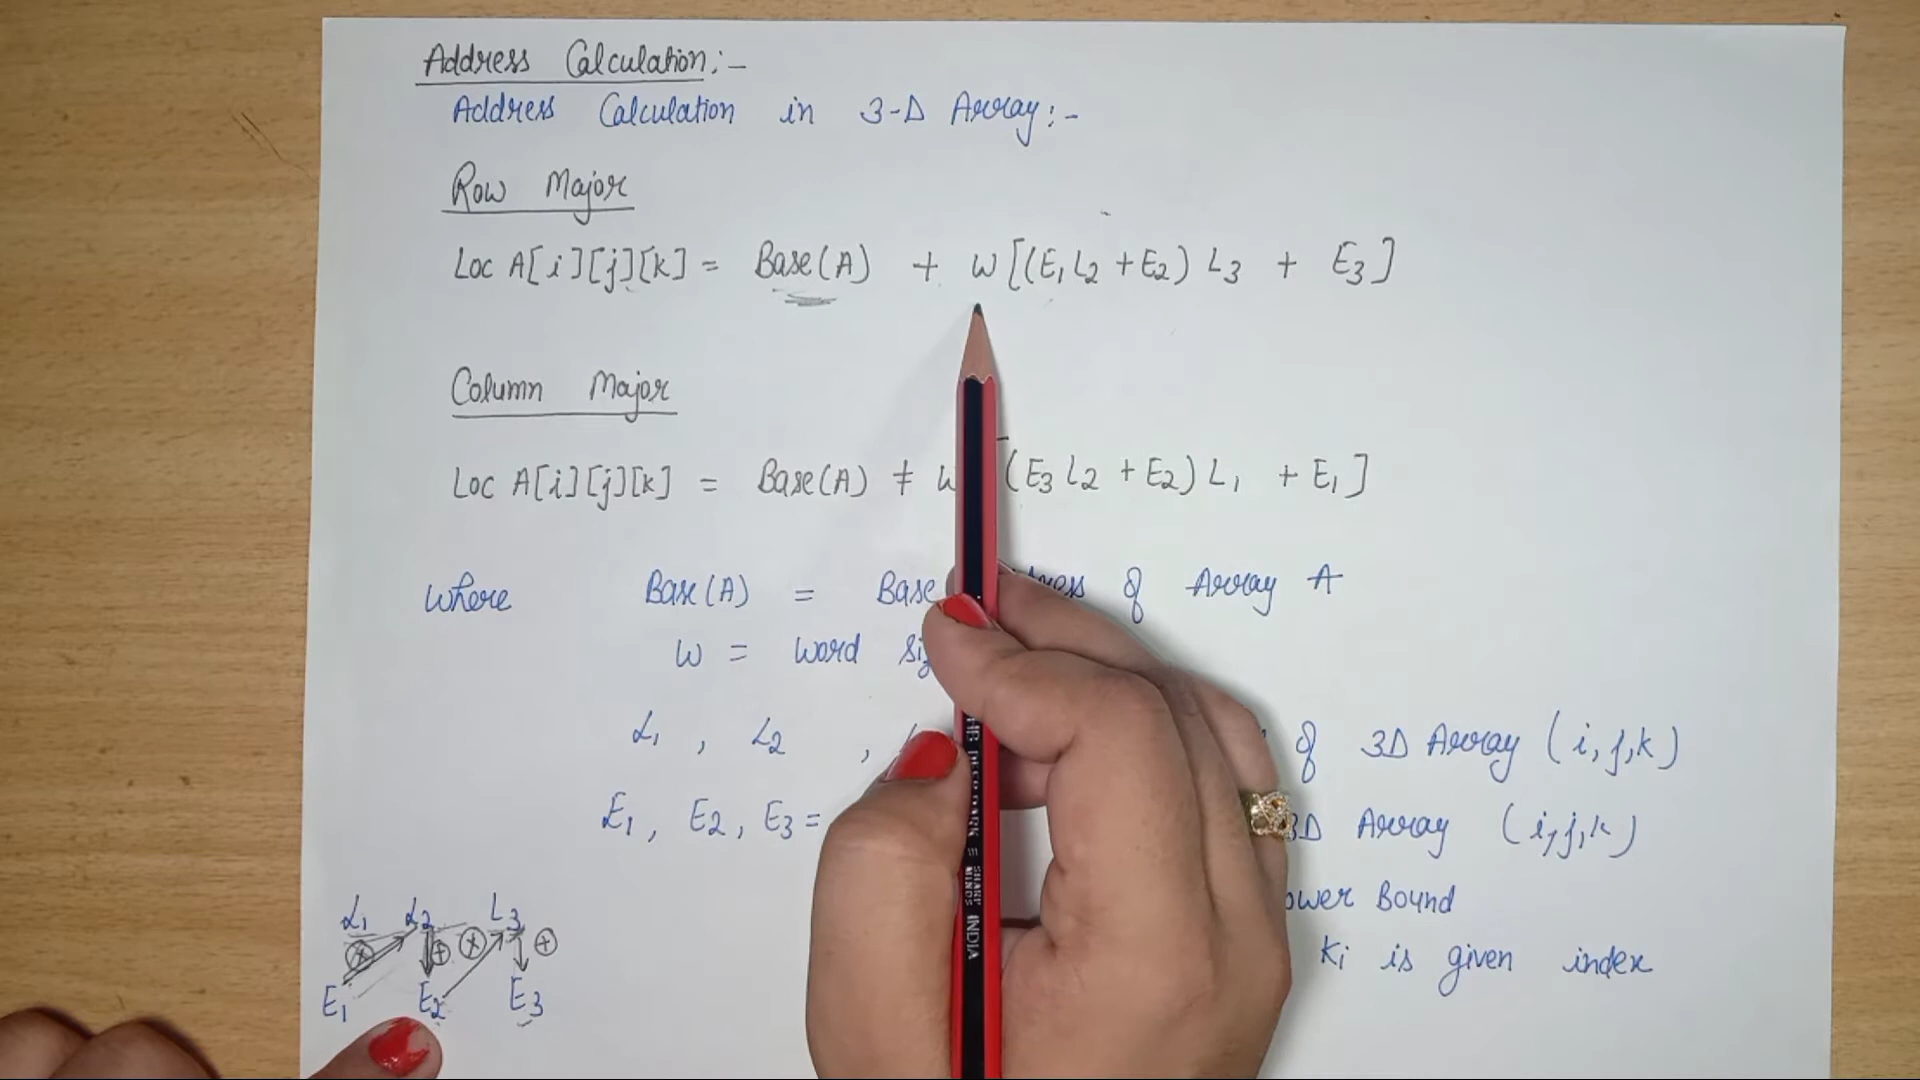 Address Calculation:-
Address Calculation in 3-D Array:-
Row Major
Loc A[i][j][k] = Base(A) + W[(E1L2+E2) L3 + E3]
Column Major
Loc A[i][j][k] = Base(A) + W (E3L2+E2) L1 + E1]
Where Base(A) = Base of Array A
W = Word
L1, L2, of 3D Array (i,j,k)
E1, E2, E3 = 3D Array (i,j,k)
Bound
Ki is given index
L1 L2 L3
× + × +
E1 E2 E3
INDIA